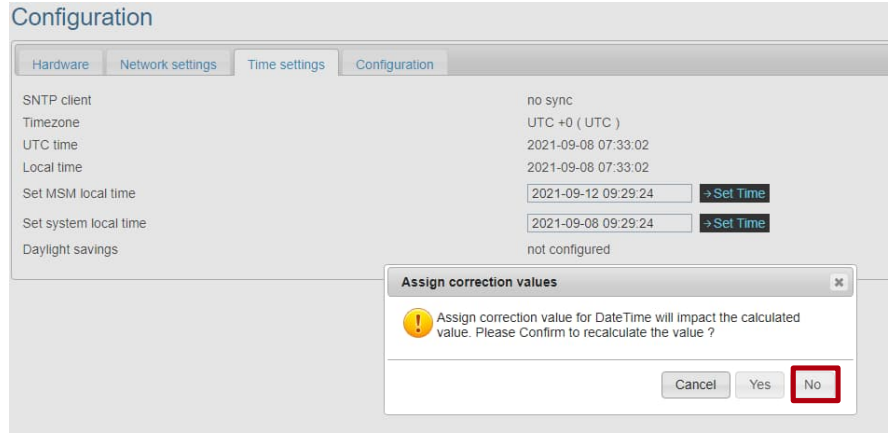 Configuration
Hardware Network settings Time settings Configuration
SNTP client no sync
Timezone UTC +0 ( UTC )
UTC time 2021-09-08 07:33:02
Local time 2021-09-08 07:33:02
Set MSM local time 2021-09-12 09:29:24 →Set Time
Set system local time 2021-09-08 09:29:24 →Set Time
Daylight savings not configured
Assign correction values
Assign correction value for DateTime will impact the calculated
value. Please Confirm to recalculate the value ?
Cancel Yes No